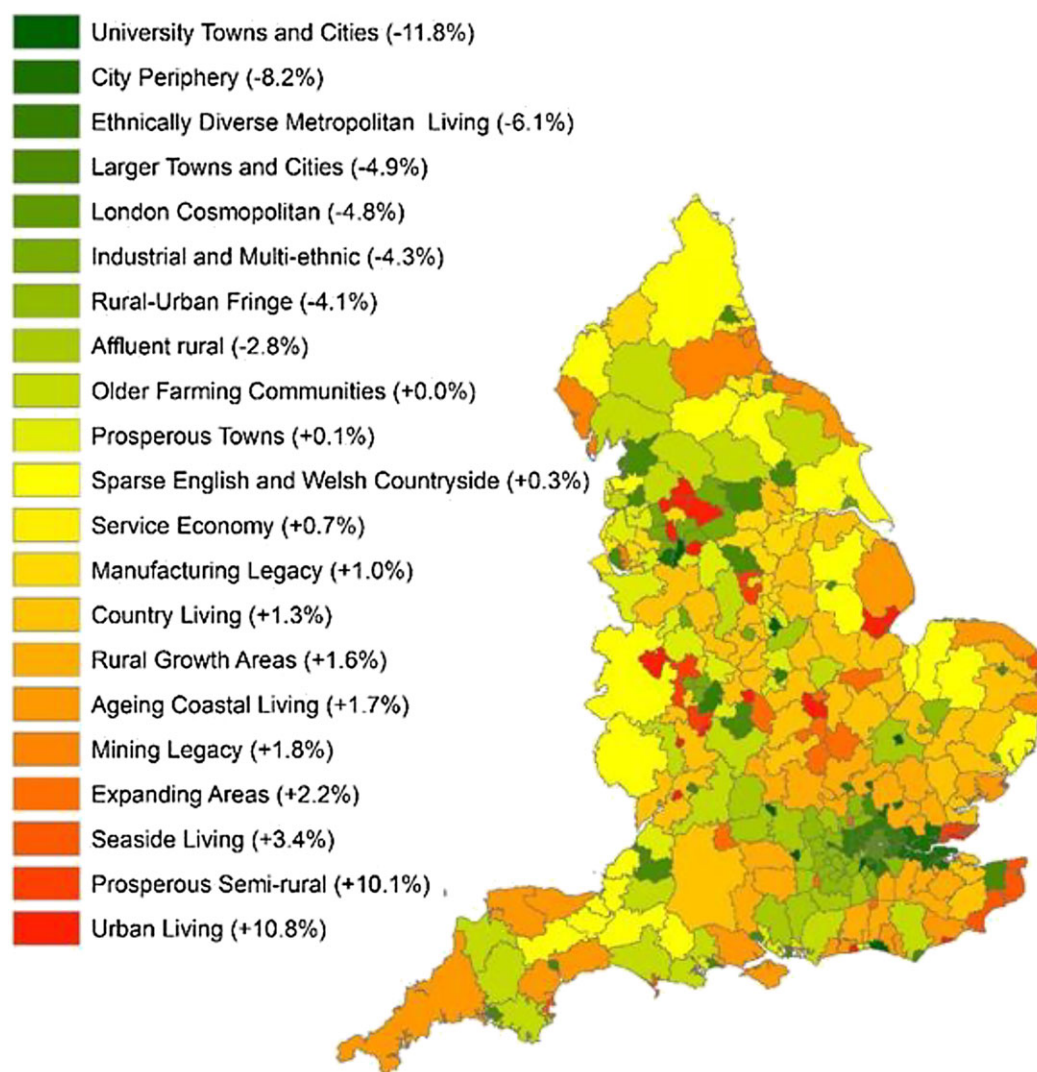 University Towns and Cities (-11.8%)
City Periphery (-8.2%)
Ethnically Diverse Metropolitan Living (-6.1%)
Larger Towns and Cities (-4.9%)
London Cosmopolitan (-4.8%)
Industrial and Multi-ethnic (-4.3%)
Rural-Urban Fringe (-4.1%)
Affluent rural (-2.8%)
Older Farming Communities (+0.0%)
Prosperous Towns (+0.1%)
Sparse English and Welsh Countryside (+0.3%)
Service Economy (+0.7%)
Manufacturing Legacy (+1.0%)
Country Living (+1.3%)
Rural Growth Areas (+1.6%)
Ageing Coastal Living (+1.7%)
Mining Legacy (+1.8%)
Expanding Areas (+2.2%)
Seaside Living (+3.4%)
Prosperous Semi-rural (+10.1%)
Urban Living (+10.8%)